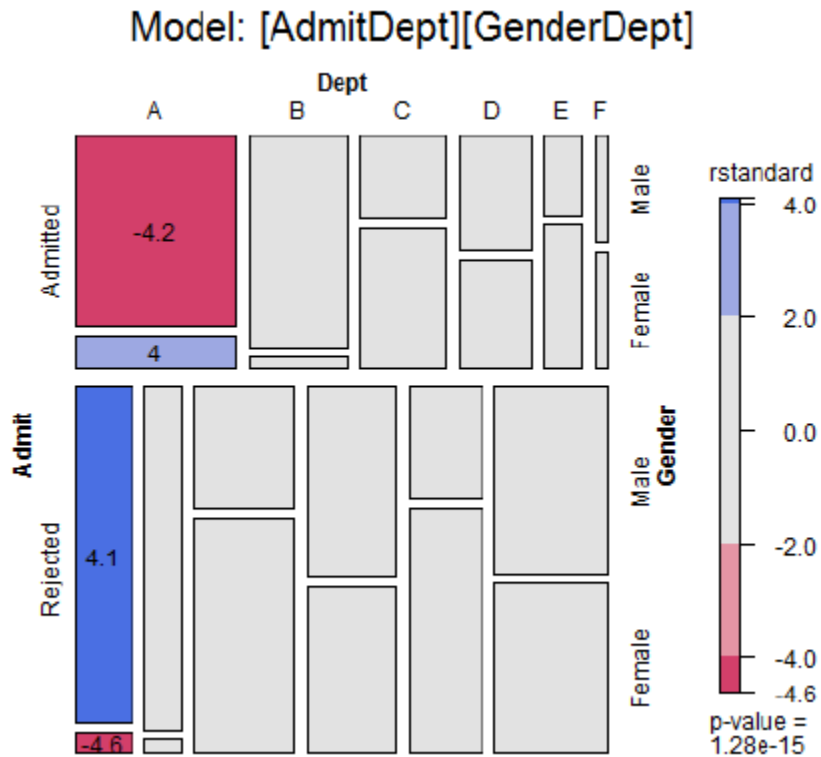 Model: [AdmitDept][GenderDept]
Dept
A B C D E F
Admit
Admitted
Rejected
-4.2
4
4.1
-4.6
Male
Female
Male
Female
Gender
rstandard
4.0
2.0
0.0
-2.0
-4.0
-4.6
p-value =
1.28e-15